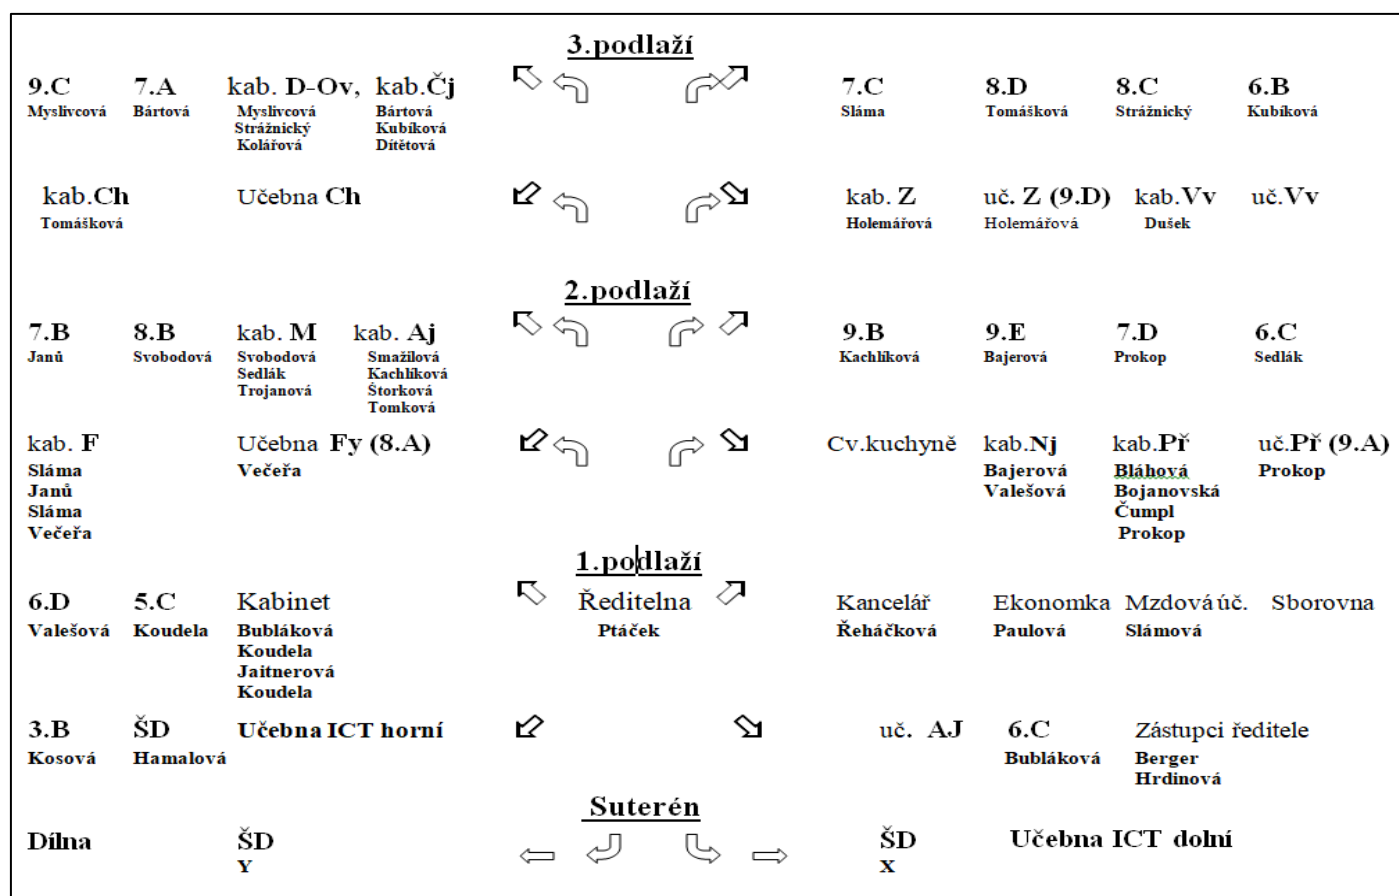 3.podlaží
9.C 7.A kab. D-Ov, kab.Čj 7.C 8.D 8.C 6.B
Myslivcová Bártová Myslivcová Bártová Sláma Tomášková Strážnický Kubíková
Strážnický Kubíková
Kolářová Dítětová
kab.Ch Učebna Ch kab. Z uč. Z (9.D) kab.Vv uč.Vv
Tomášková Holemářová Holemářová Dušek
2.podlaží
7.B 8.B kab. M kab. Aj 9.B 9.E 7.D 6.C
Janů Svobodová Svobodová Smažilová Kachlíková Bajerová Prokop Sedlák
Sedlák Kachlíková
Trojanová Štorková
Tomková
kab. F Učebna Fy (8.A) Cv.kuchyně kab.Nj kab.Př uč.Př (9.A)
Sláma Večeřa Bajerová Bláhová Prokop
Janů Valešová Bojanovská
Sláma Čumpl
Večeřa Prokop
1.podlaží
6.D 5.C Kabinet Ředitelna Kancelář Ekonomka Mzdová úč. Sborovna
Valešová Koudela Bubláková Ptáček Řeháčková Paulová Slámová
Koudela
Jaitnerová
Koudela
3.B ŠD Učebna ICT horní uč. AJ 6.C Zástupci ředitele
Kosová Hamalová Bubláková Berger
Hrdinová
Suterén
Dílna ŠD ŠD Učebna ICT dolní
Y X